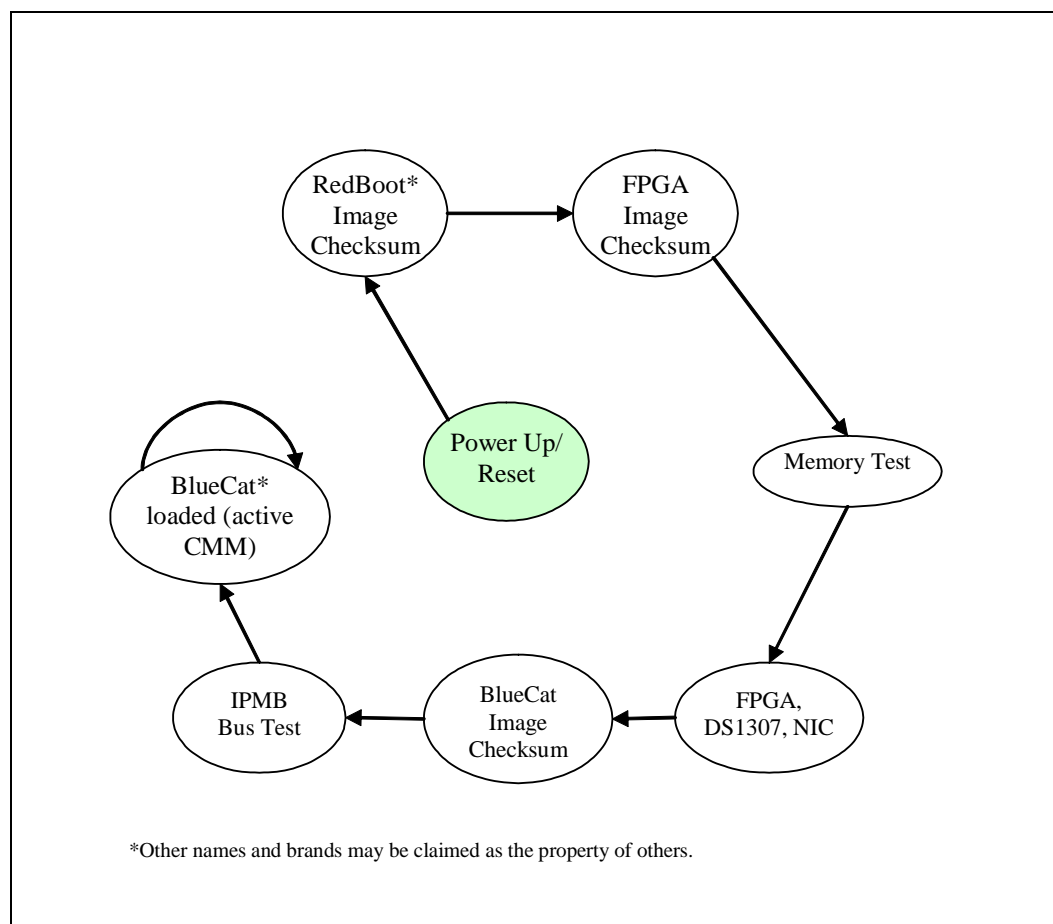 RedBoot*
Image
Checksum
FPGA
Image
Checksum
Power Up/
Reset
Memory Test
BlueCat*
loaded (active
CMM)
IPMB
Bus Test
BlueCat
Image
Checksum
FPGA,
DS1307, NIC
*Other names and brands may be claimed as the property of others.